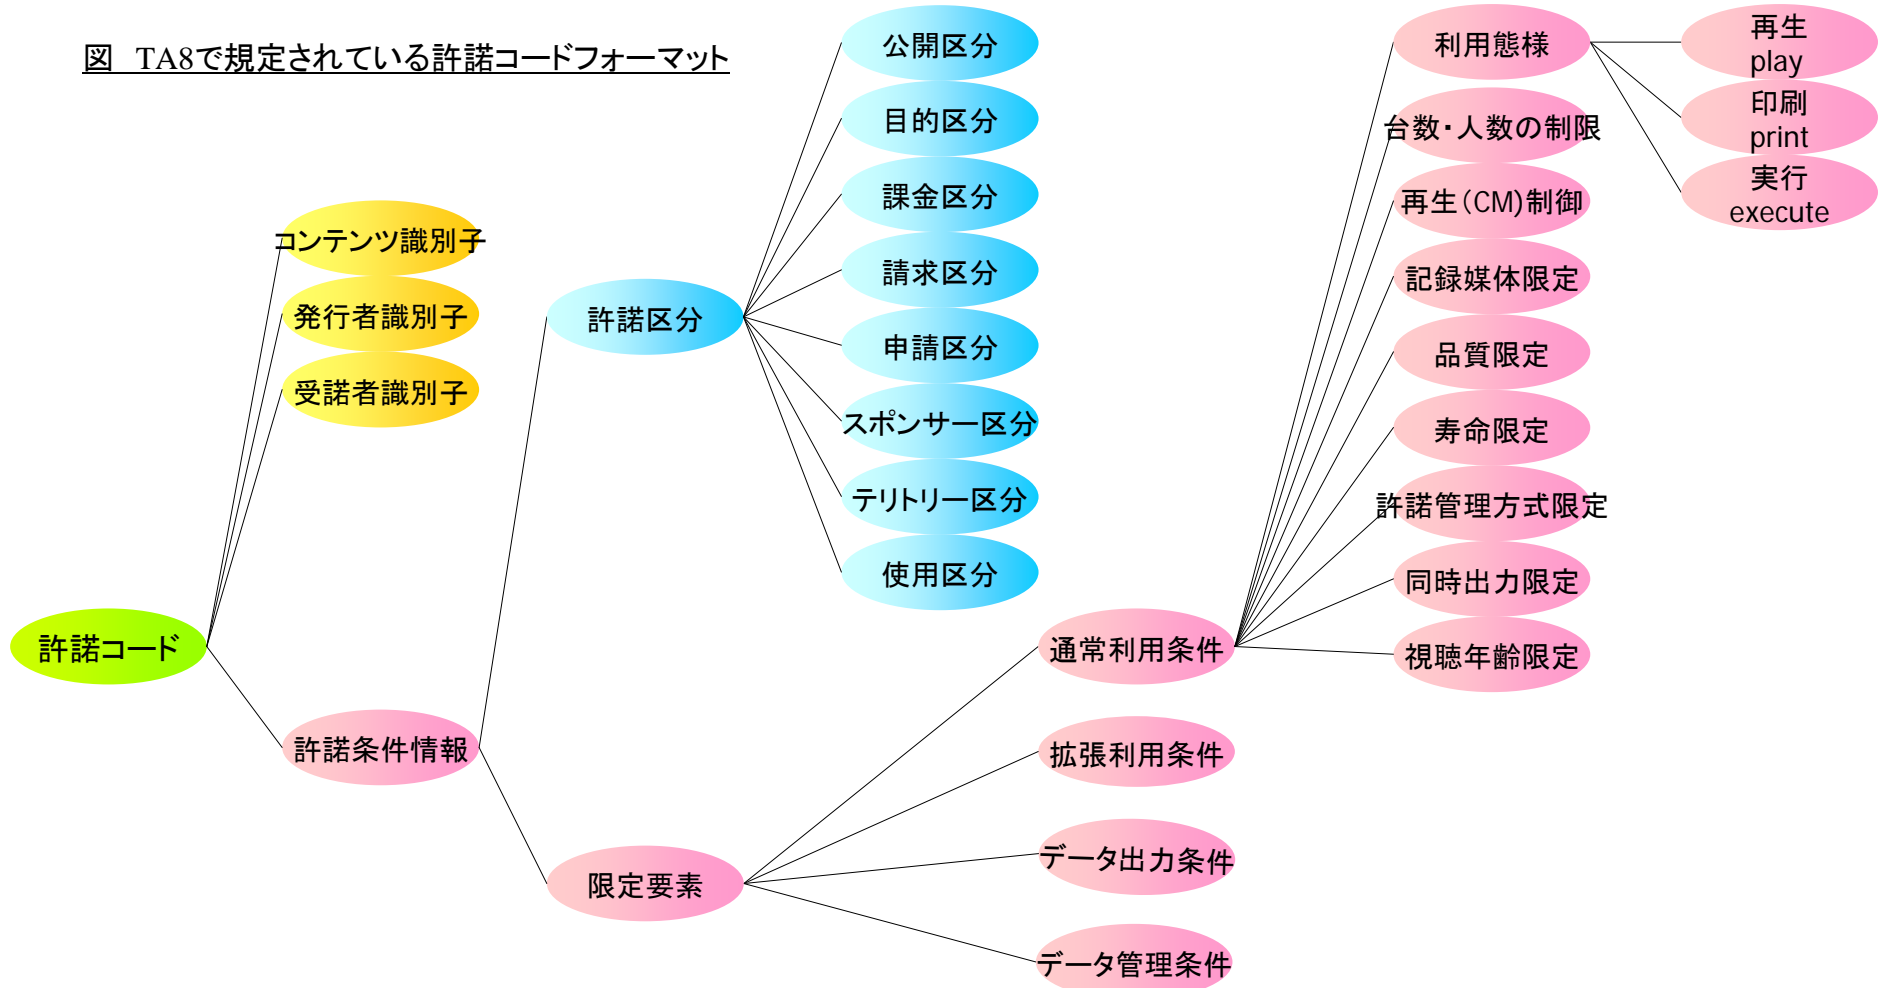 図 TA8で規定されている許諾コードフォーマット
許諾コード
コンテンツ識別子
発行者識別子
受諾者識別子
許諾条件情報
許諾区分
限定要素
公開区分
目的区分
課金区分
請求区分
申請区分
スポンサー区分
テリトリー区分
使用区分
通常利用条件
拡張利用条件
データ出力条件
データ管理条件
利用態様
台数・人数の制限
再生(CM)制御
記録媒体限定
品質限定
寿命限定
許諾管理方式限定
同時出力限定
視聴年齢限定
再生
play
印刷
print
実行
execute